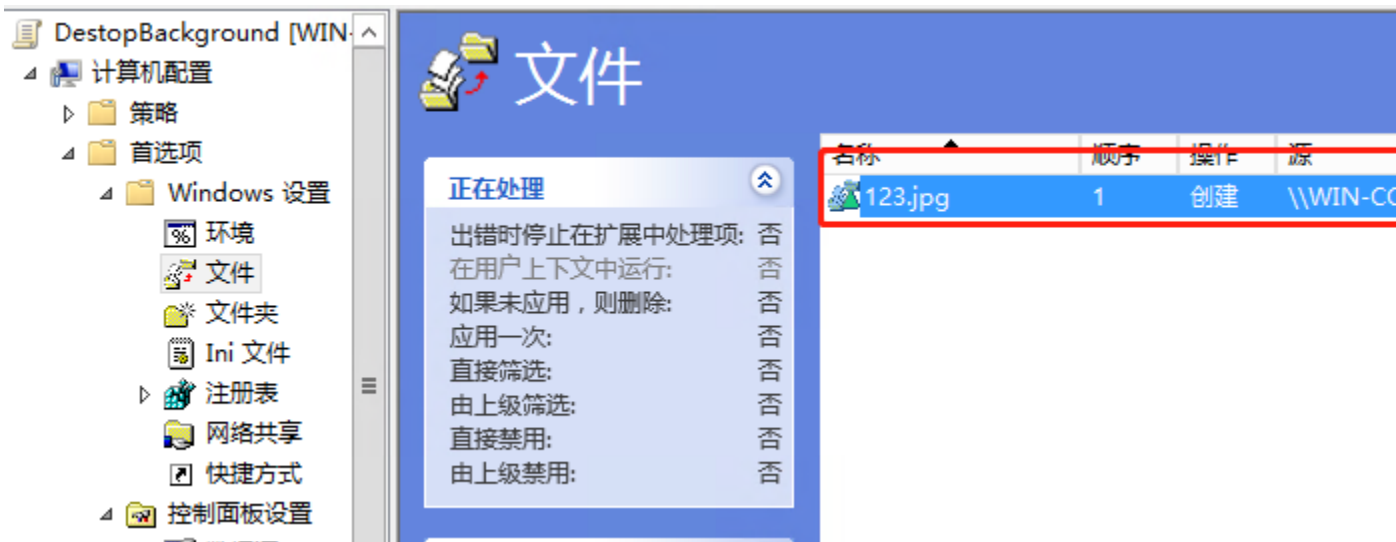 DestopBackground [WIN-
计算机配置
策略
首选项
Windows 设置
环境
文件
文件夹
Ini 文件
注册表
网络共享
快捷方式
控制面板设置
文件
正在处理
出错时停止在扩展中处理项: 否
在用户上下文中运行: 否
如果未应用，则删除: 否
应用一次: 否
直接筛选: 否
由上级筛选: 否
直接禁用: 否
由上级禁用: 否
名称 顺序 操作 源
123.jpg 1 创建 \\WIN-CO